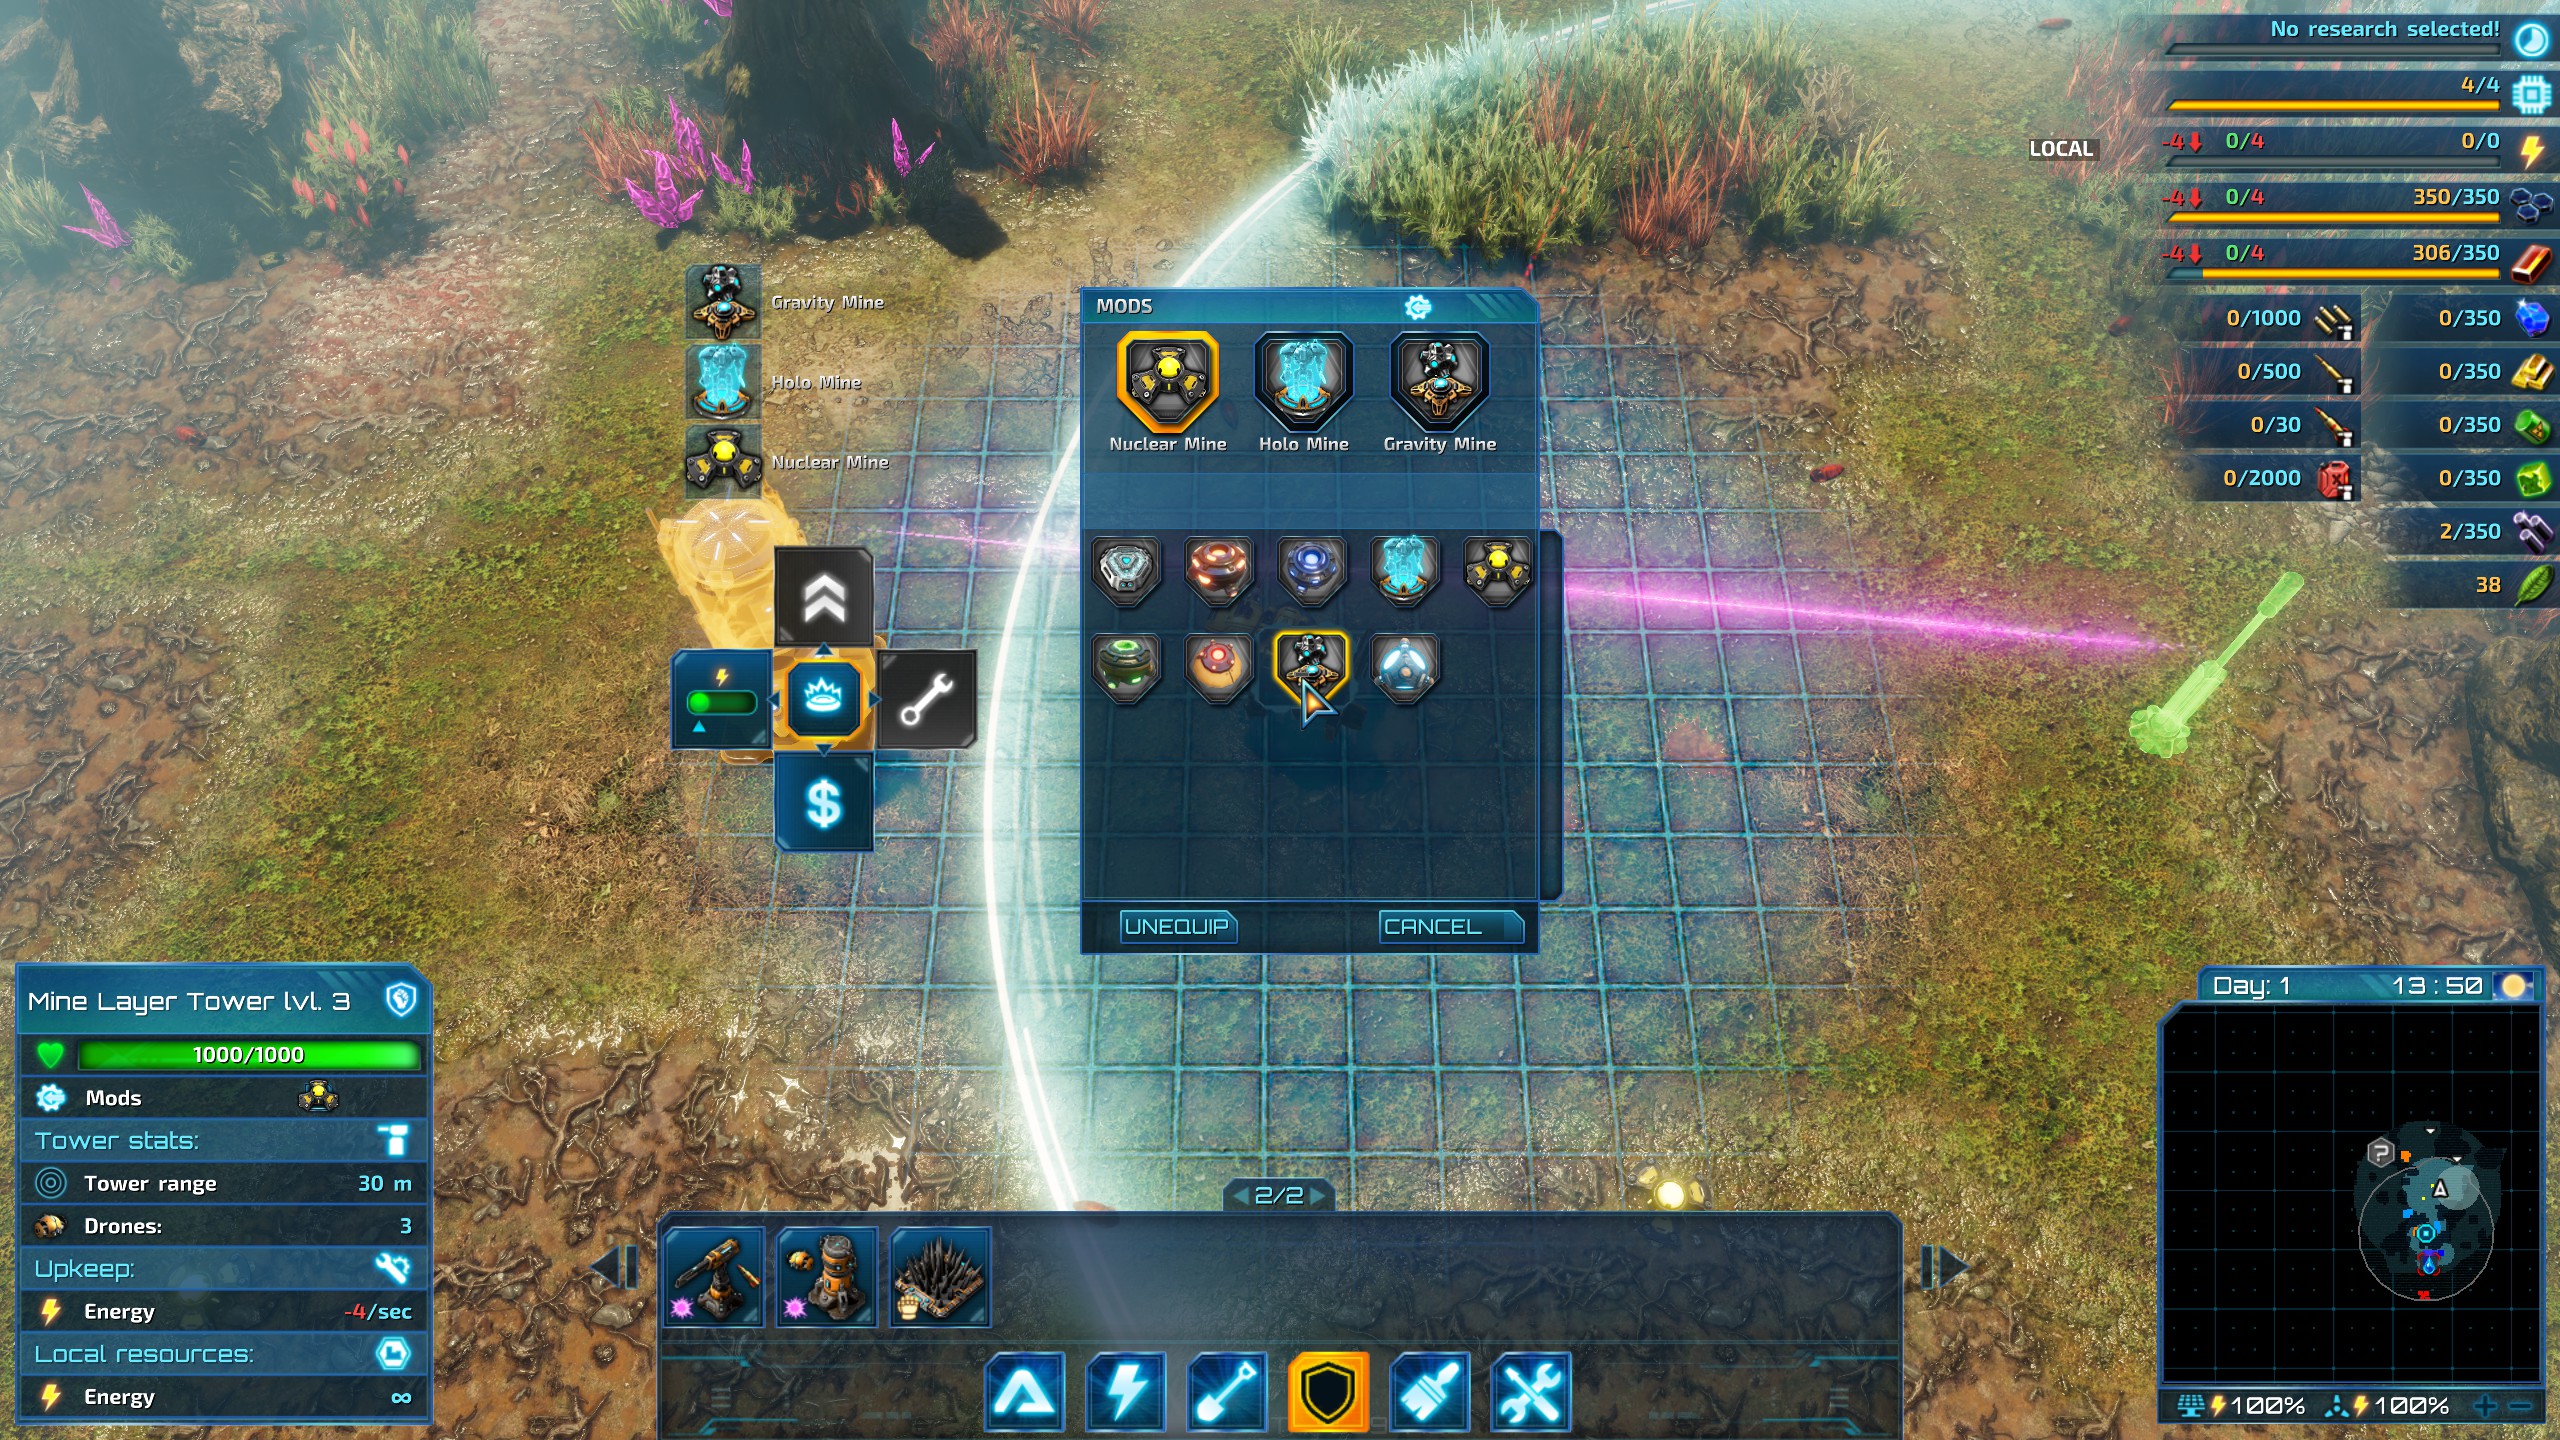 No research selected!
4/4
LOCAL
-4 0/4 0/0
-4 0/4 350/350
-4 0/4 306/350
0/1000 0/350
0/500 0/350
0/30 0/350
0/2000 0/350
2/350
38
Gravity Mine
Holo Mine
Nuclear Mine
MODS
Nuclear Mine Holo Mine Gravity Mine
UNEQUIP CANCEL
$
Mine Layer Tower lvl. 3
1000/1000
Mods
Tower stats:
Tower range 30 m
Drones: 3
Upkeep:
Energy -4/sec
Local resources:
Energy ∞
2/2
Day: 1 13:50
?
100% 100%